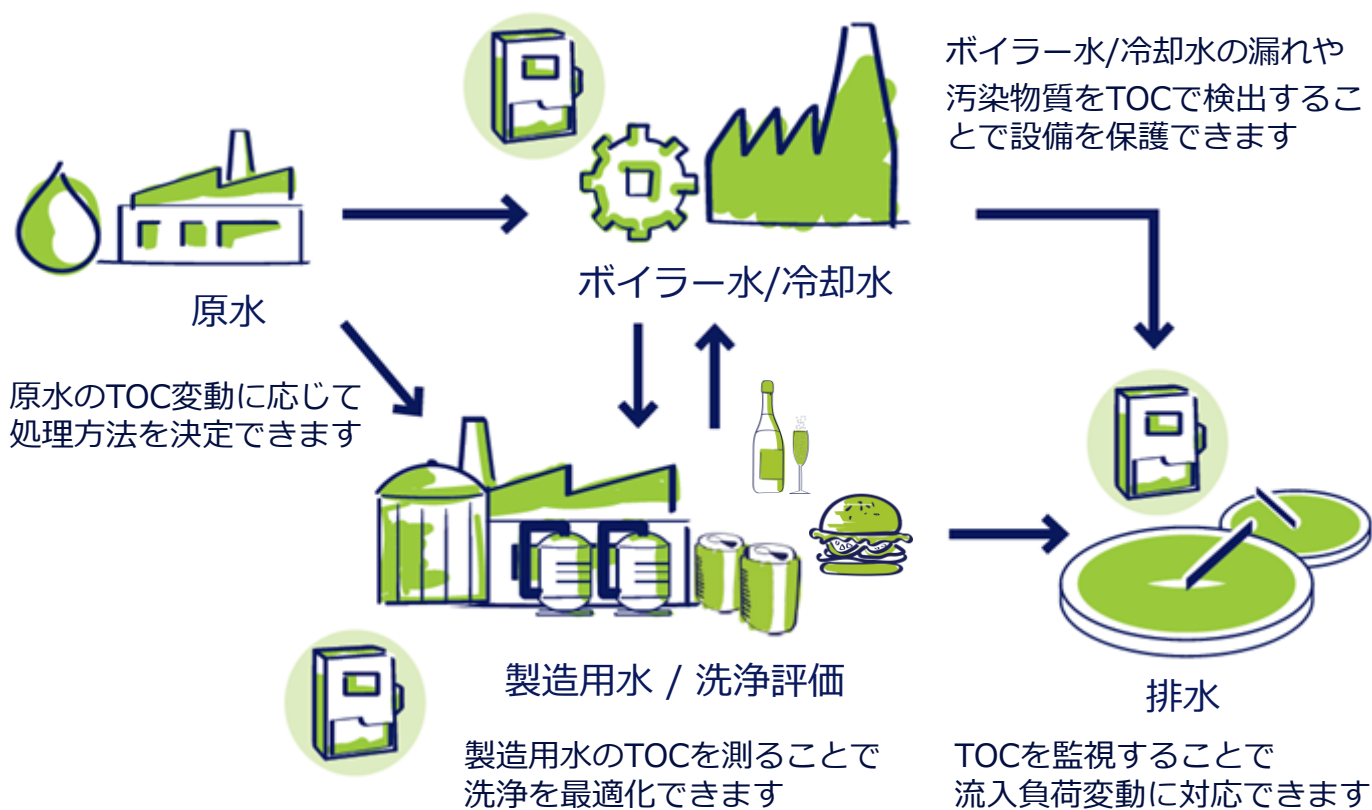 ボイラー水/冷却水の漏れや
汚染物質をTOCで検出するこ
とで設備を保護できます
ボイラー水/冷却水
原水
原水のTOC変動に応じて
処理方法を決定できます
製造用水 / 洗浄評価
製造用水のTOCを測ることで
洗浄を最適化できます
排水
TOCを監視することで
流入負荷変動に対応できます